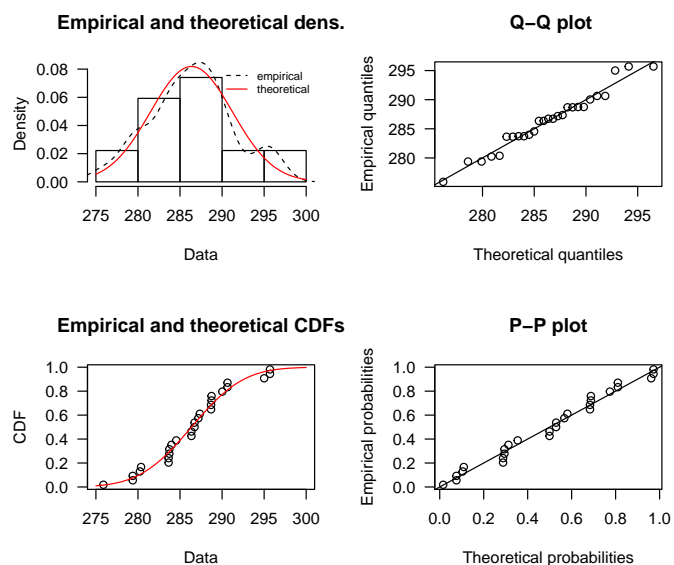 Empirical and theoretical dens.
Density
0.00 0.02 0.04 0.06 0.08
empirical
theoretical
275 280 285 290 295 300
Data
Q−Q plot
Empirical quantiles
280 285 290 295
280 285 290 295
Theoretical quantiles
Empirical and theoretical CDFs
CDF
0.0 0.2 0.4 0.6 0.8 1.0
275 280 285 290 295 300
Data
P−P plot
Empirical probabilities
0.0 0.2 0.4 0.6 0.8 1.0
0.0 0.2 0.4 0.6 0.8 1.0
Theoretical probabilities